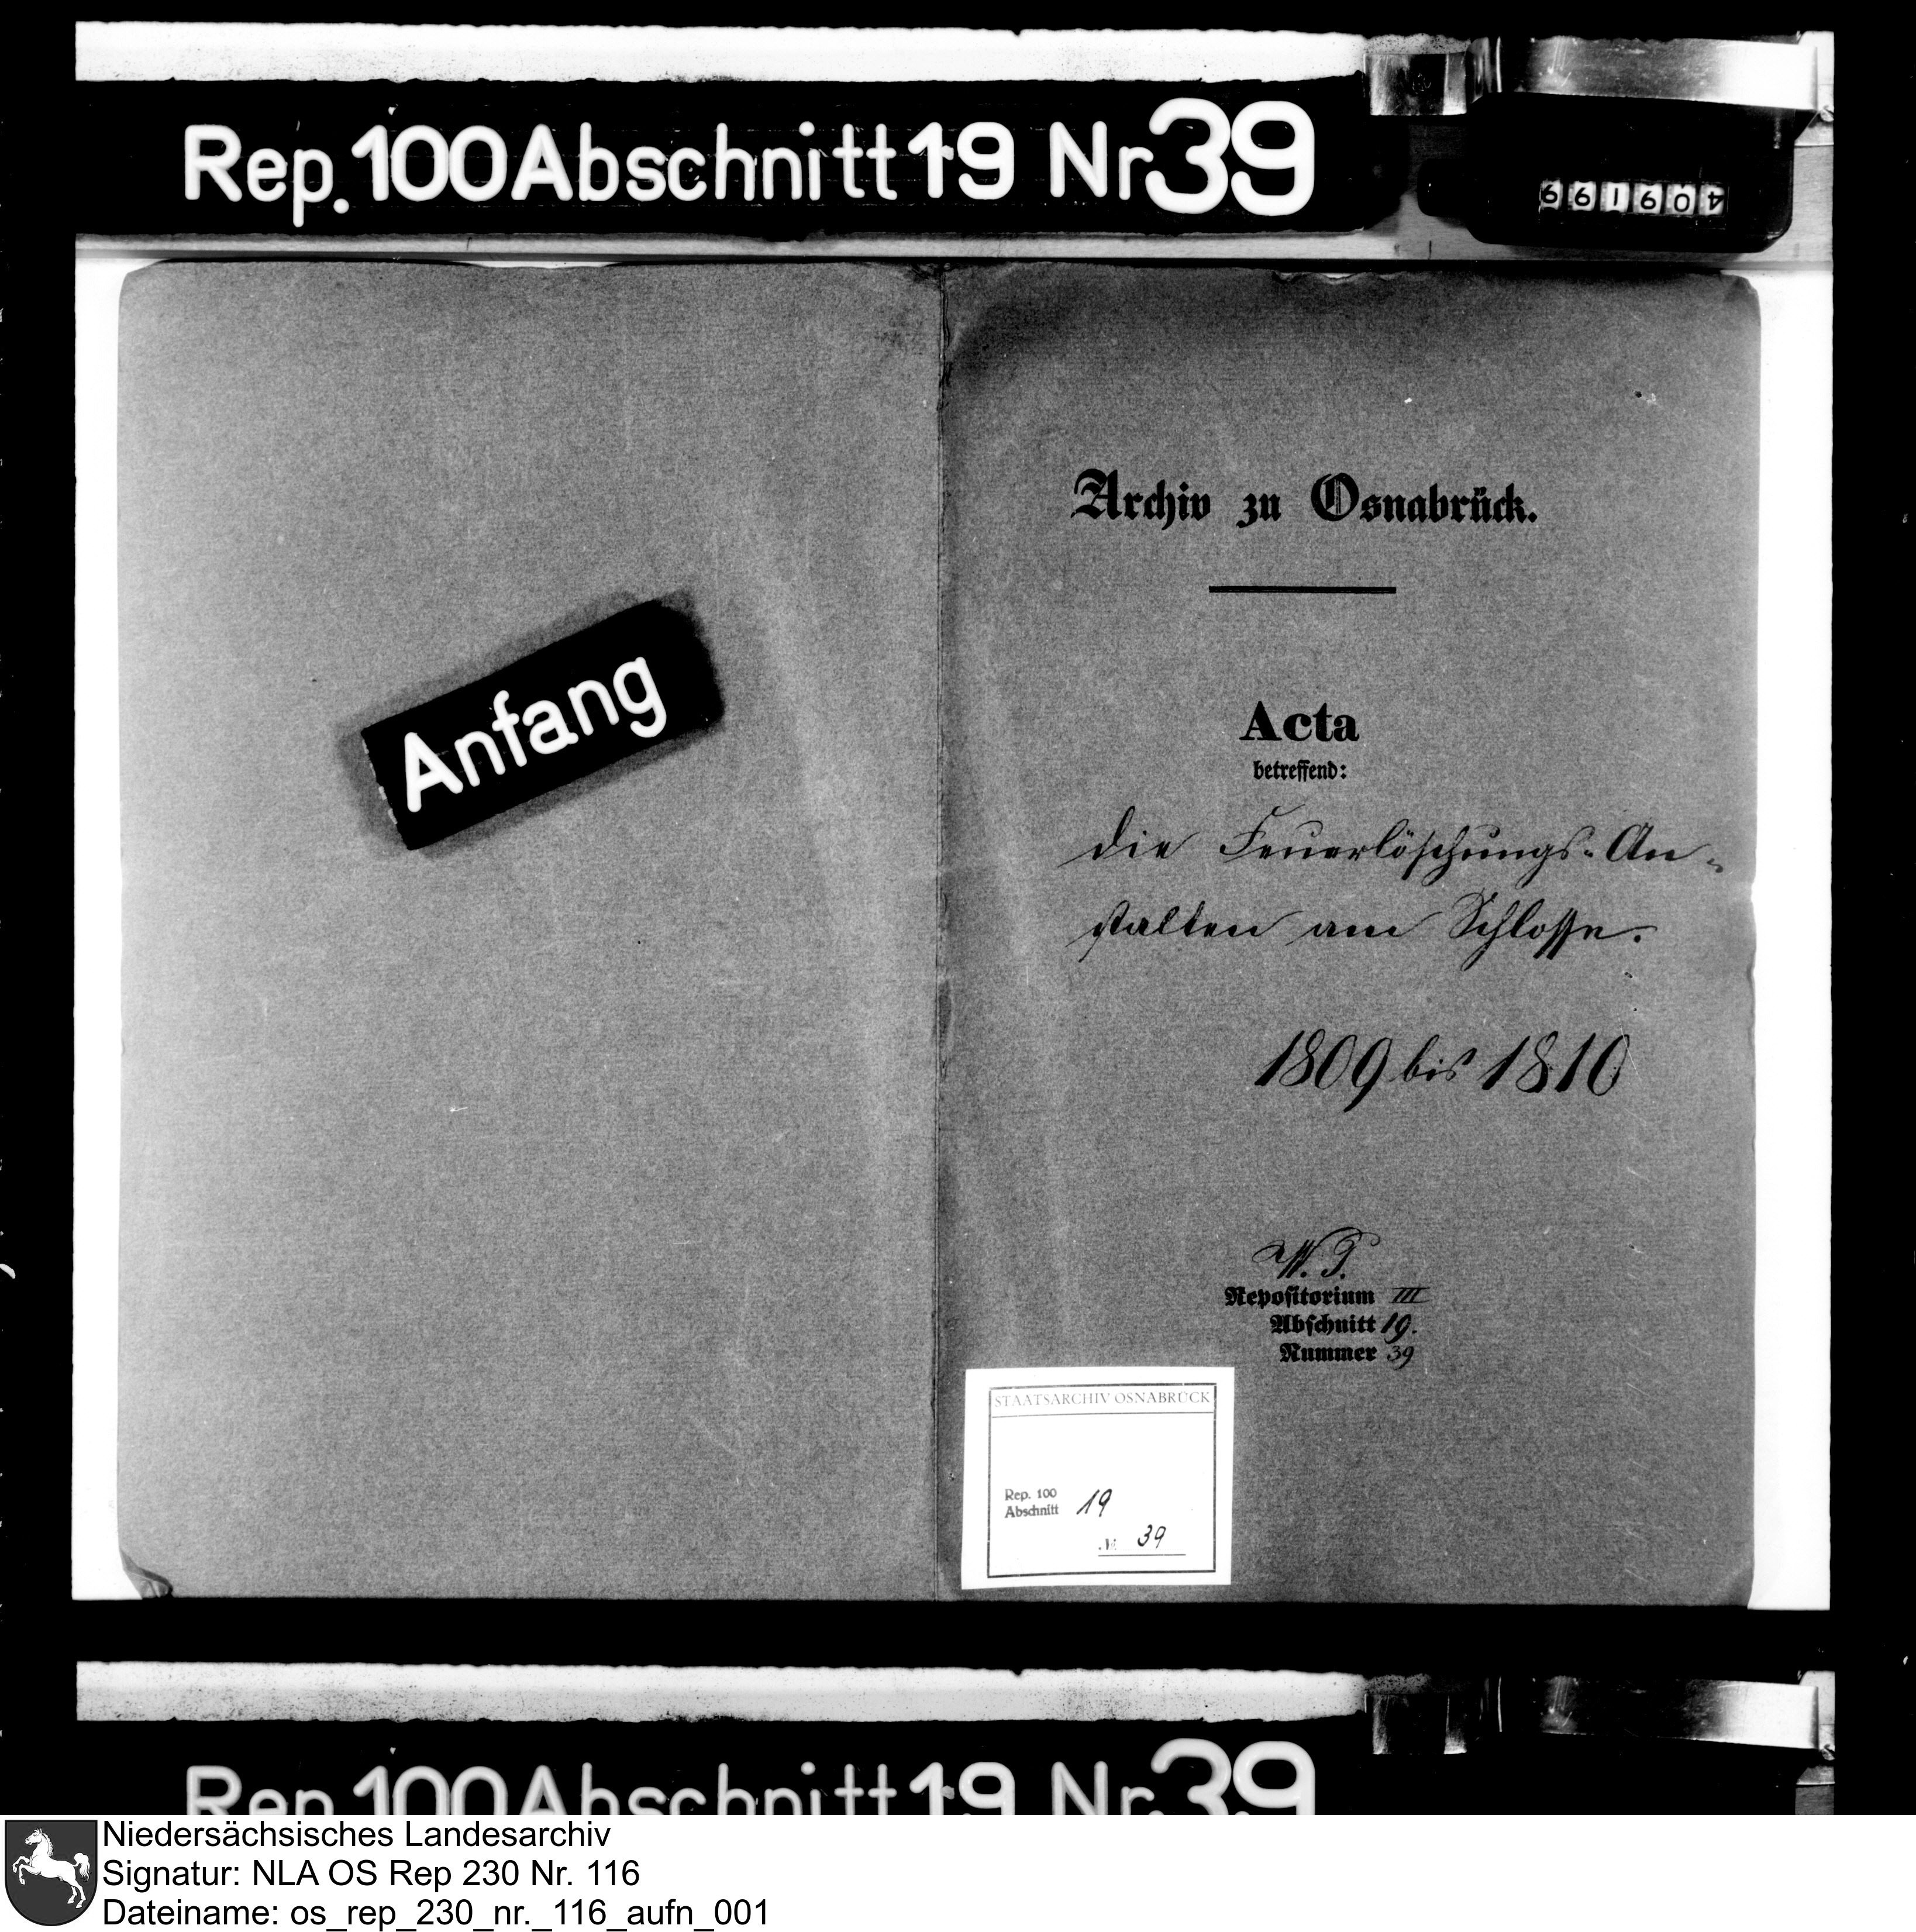 Rep. 100 Abschnitt 19 Nr 39
661604
Anfang
Archiv zu Osnabrück.
Acta
betreffend:
die Feuerlöschungs-An-
stalten am Schlosse.
1809 bis 1810
Repositorium III
Abschnitt 19.
Nummer 39
STAATSARCHIV OSNABRÜCK
Rep. 100
Abschnitt 19
№ 39
Rep. 100 Abschnitt 19 Nr. 39
Niedersächsisches Landesarchiv
Signatur: NLA OS Rep 230 Nr. 116
Dateiname: os_rep_230_nr._116_aufn_001